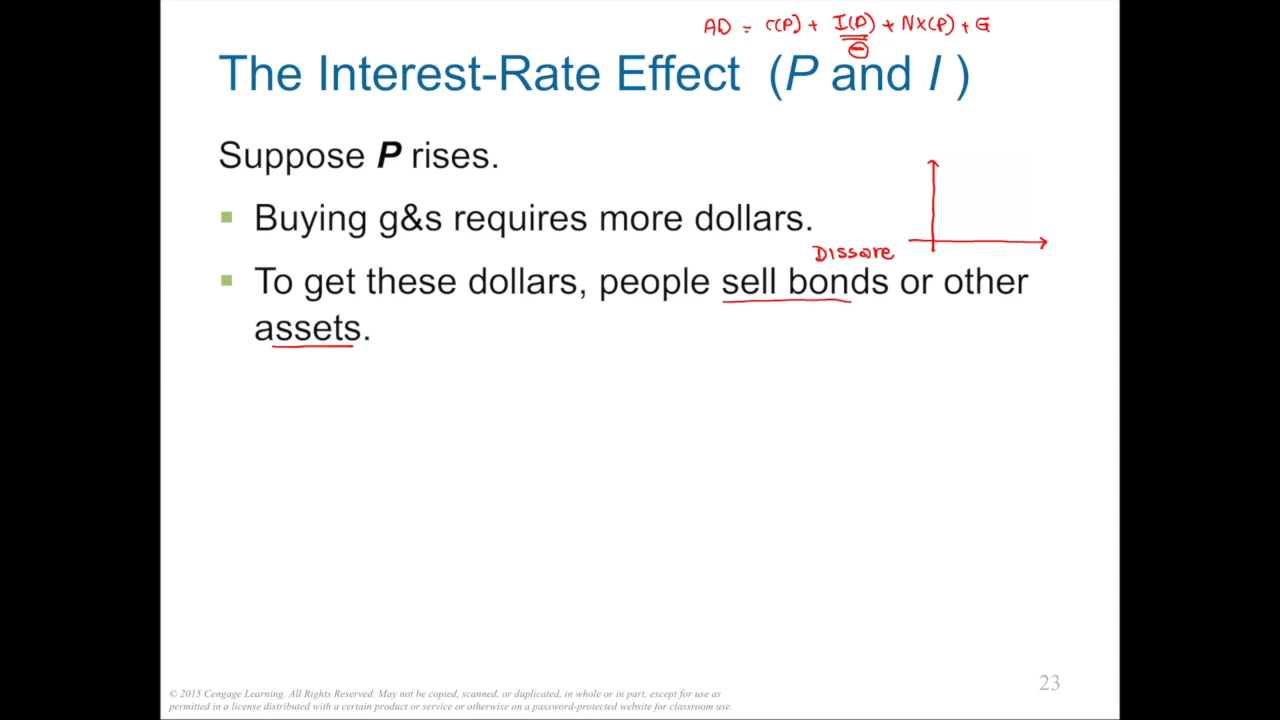 AD = C(P) + I(P) + NX(P) + G
⊖
The Interest-Rate Effect (P and I )
Suppose P rises.
▪ Buying g&s requires more dollars.
Dissave
▪ To get these dollars, people sell bonds or other
assets.
23
© 2015 Cengage Learning. All Rights Reserved. May not be copied, scanned, or duplicated, in whole or in part, except for use as
permitted in a license distributed with a certain product or service or otherwise on a password-protected website for classroom use.